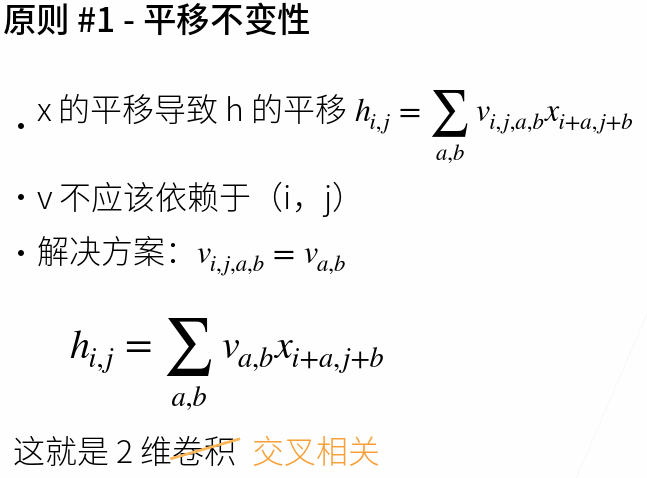 原则 #1 - 平移不变性
• x 的平移导致 h 的平移 h_{i,j} = ∑_{a,b} v_{i,j,a,b} x_{i+a,j+b}
• v 不应该依赖于（i，j）
• 解决方案：v_{i,j,a,b} = v_{a,b}
h_{i,j} = ∑_{a,b} v_{a,b} x_{i+a,j+b}
这就是 2 维卷积 交叉相关